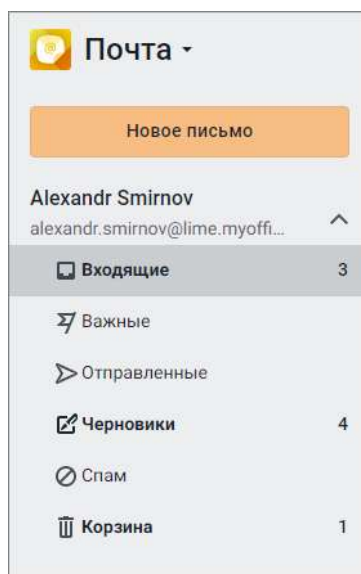 Почта
Новое письмо
Alexandr Smirnov
alexandr.smirnov@lime.myoffi...
Входящие 3
Важные
Отправленные
Черновики 4
Спам
Корзина 1